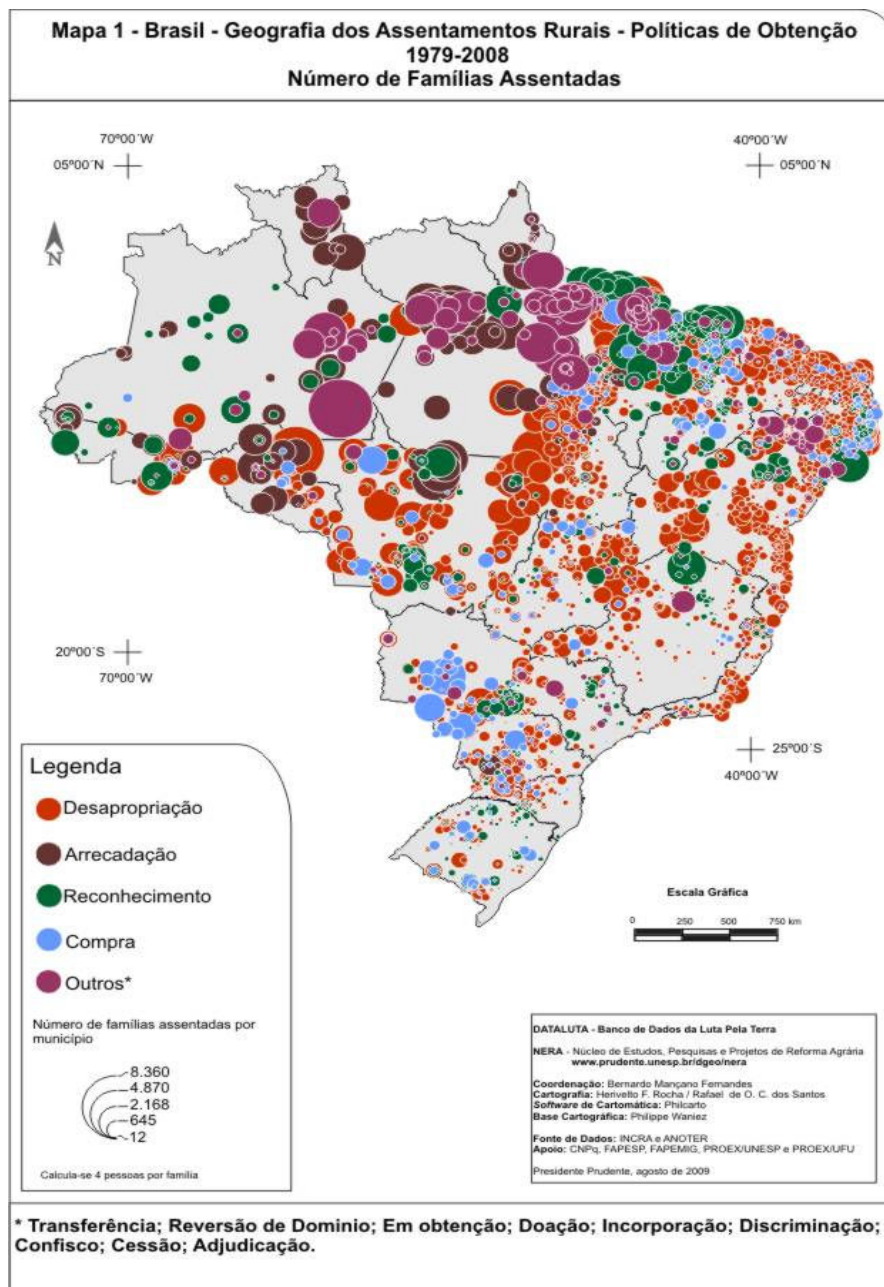 Mapa 1 - Brasil - Geografia dos Assentamentos Rurais - Políticas de Obtenção
1979-2008
Número de Famílias Assentadas
70º00´W
40º00´W
05º00´N
05º00´N
N
20º00´S
70º00´W
25º00´S
40º00´W
Legenda
Desapropriação
Arrecadação
Reconhecimento
Compra
Outros*
Número de famílias assentadas por
município
8.360
4.870
2.168
645
12
Calcula-se 4 pessoas por família
Escala Gráfica
0 250 500 750 km
DATALUTA - Banco de Dados da Luta Pela Terra
NERA - Núcleo de Estudos, Pesquisas e Projetos de Reforma Agrária
www.prudente.unesp.br/dgeo/nera
Coordenação: Bernardo Mançano Fernandes
Cartografia: Herivelto F. Rocha / Rafael de O. C. dos Santos
Software de Cartomática: Philcarto
Base Cartográfica: Philippe Waniez
Fonte de Dados: INCRA e ANOTER
Apoio: CNPq, FAPESP, FAPEMIG, PROEX/UNESP e PROEX/UFU
Presidente Prudente, agosto de 2009
* Transferência; Reversão de Dominio; Em obtenção; Doação; Incorporação; Discriminação;
Confisco; Cessão; Adjudicação.